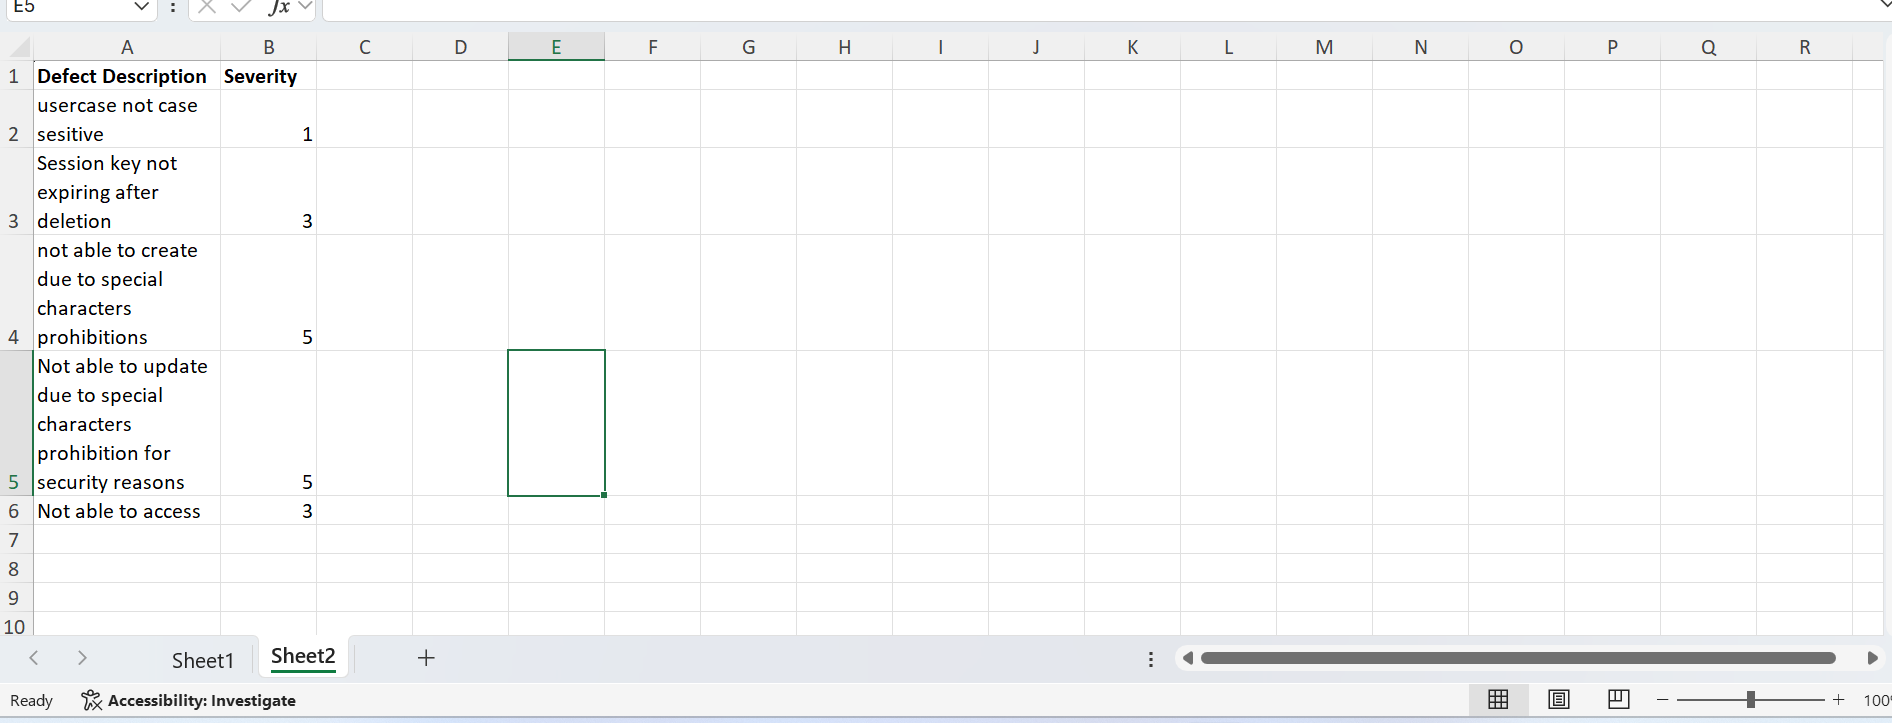 E5
fx
A B C D E F G H I J K L M N O P Q R
1 Defect Description Severity
usercase not case
2 sesitive 1
Session key not
expiring after
3 deletion 3
not able to create
due to special
characters
4 prohibitions 5
Not able to update
due to special
characters
prohibition for
5 security reasons 5
6 Not able to access 3
7
8
9
10
Sheet1 Sheet2 +
Ready Accessibility: Investigate − + 100